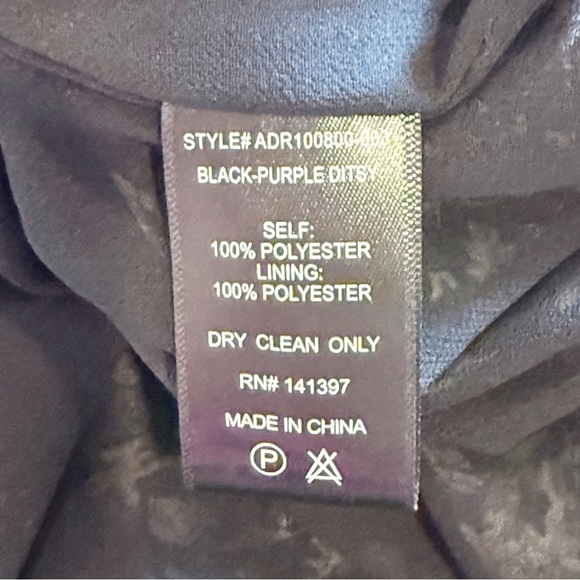 STYLE# ADR100800-
BLACK-PURPLE DITSY
SELF:
100% POLYESTER
LINING:
100% POLYESTER
DRY CLEAN ONLY
RN# 141397
MADE IN CHINA
P